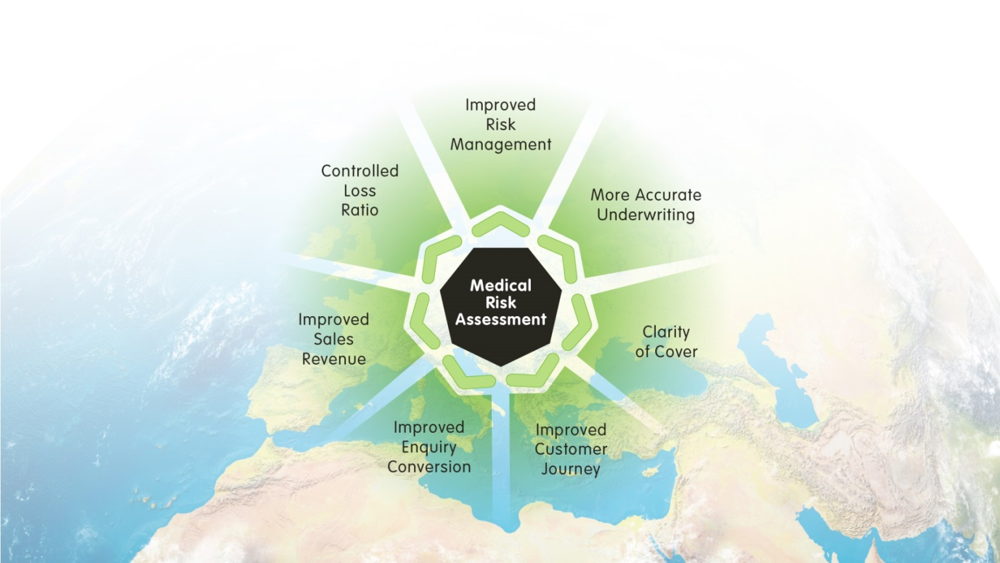 Improved
Risk
Management
Controlled
Loss
Ratio
More Accurate
Underwriting
Medical
Risk
Assessment
Improved
Sales
Revenue
Clarity
of Cover
Improved
Enquiry
Conversion
Improved
Customer
Journey